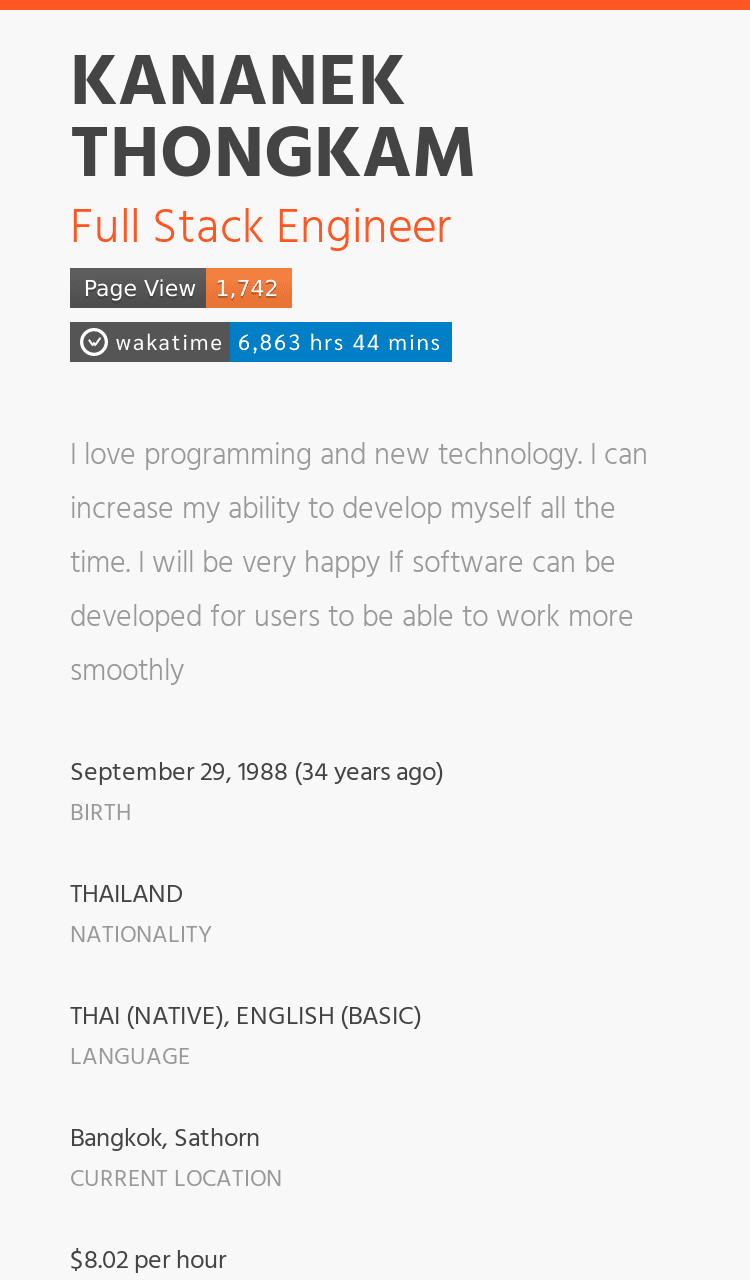 KANANEK
THONGKAM
Full Stack Engineer
Page View 1,742
wakatime 6,863 hrs 44 mins
I love programming and new technology. I can
increase my ability to develop myself all the
time. I will be very happy If software can be
developed for users to be able to work more
smoothly
September 29, 1988 (34 years ago)
BIRTH
THAILAND
NATIONALITY
THAI (NATIVE), ENGLISH (BASIC)
LANGUAGE
Bangkok, Sathorn
CURRENT LOCATION
$8.02 per hour